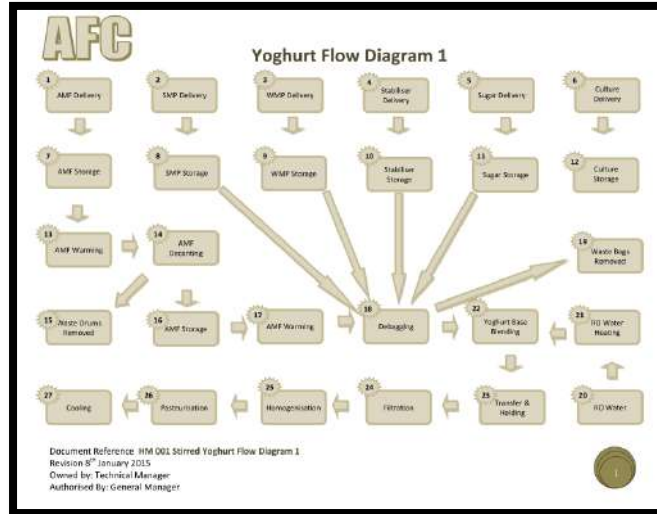 AFC
Yoghurt Flow Diagram 1
1
AMF Delivery
2
SMP Delivery
3
WMP Delivery
4
Stabiliser
Delivery
5
Sugar Delivery
6
Culture
Delivery
7
AMF Storage
8
SMP Storage
9
WMP Storage
10
Stabiliser
Storage
11
Sugar Storage
12
Culture
Storage
13
AMF Warming
14
AMF
Decanting
19
Waste Bags
Removed
15
Waste Drums
Removed
16
AMF Storage
17
AMF Warming
18
Debagging
22
Yoghurt Base
Blending
21
RO Water
Heating
27
Cooling
26
Pasteurisation
25
Homogenisation
24
Filtration
23
Transfer &
Holding
20
RO Water
Document Reference HM 001 Stirred Yoghurt Flow Diagram 1
Revision 8th January 2015
Owned by: Technical Manager
Authorised By: General Manager
1